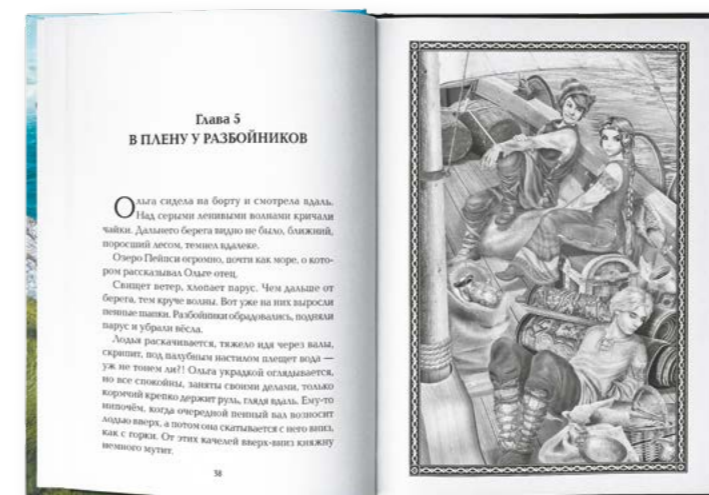 Глава 5
В ПЛЕНУ У РАЗБОЙНИКОВ
Ольга сидела на борту и смотрела вдаль.
Над серыми ленивыми волнами кричали
чайки. Дальнего берега видно не было, ближний,
поросший лесом, темнел вдалеке.
Озеро Пейпси огромно, почти как море, о кото-
ром рассказывал Ольге отец.
Свищет ветер, хлопает парус. Чем дальше от
берега, тем круче волны. Вот уже на них выросли
пенные шапки. Разбойники обрадовались, подняли
парус и убрали вёсла.
Лодья раскачивается, тяжело идя через валы,
скрипит, под палубным настилом плещет вода —
уж не тонем ли?! Ольга украдкой оглядывается,
но все спокойны, заняты своими делами, только
кормчий крепко держит руль, глядя вдаль. Ему-то
нипочём, когда очередной пенный вал возносит
лодью вверх, а потом она скатывается с него вниз,
как с горки. От этих качелей вверх-вниз княжну
немного мутит.
38